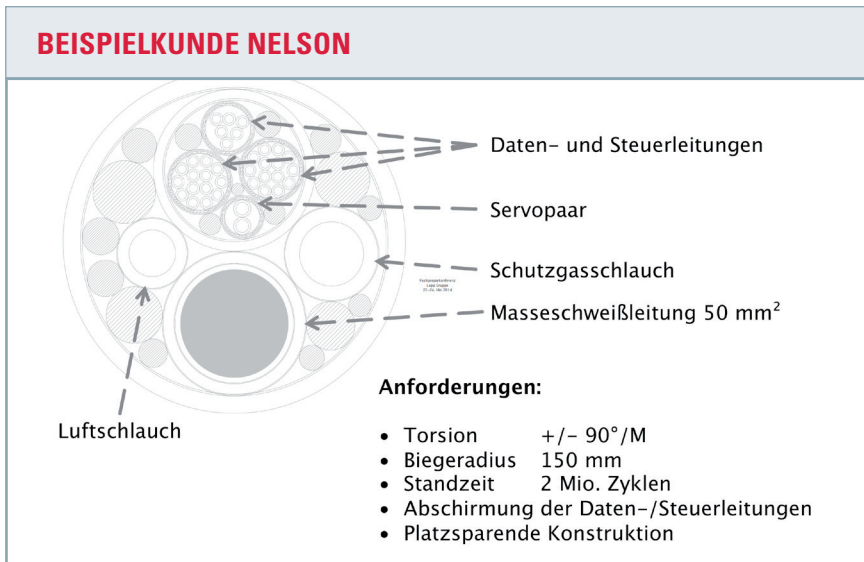 BEISPIELKUNDE NELSON
Daten- und Steuerleitungen
Servopaar
Schutzgasschlauch
Masseschweißleitung 50 mm²
Luftschlauch
Anforderungen:
• Torsion +/- 90°/M
• Biegeradius 150 mm
• Standzeit 2 Mio. Zyklen
• Abschirmung der Daten-/Steuerleitungen
• Platzsparende Konstruktion